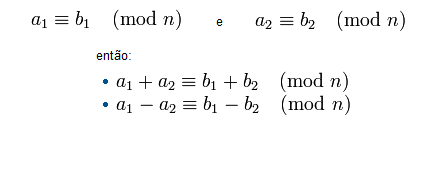 a₁ ≡ b₁ (mod n) e a₂ ≡ b₂ (mod n)
então:
• a₁ + a₂ ≡ b₁ + b₂ (mod n)
• a₁ − a₂ ≡ b₁ − b₂ (mod n)